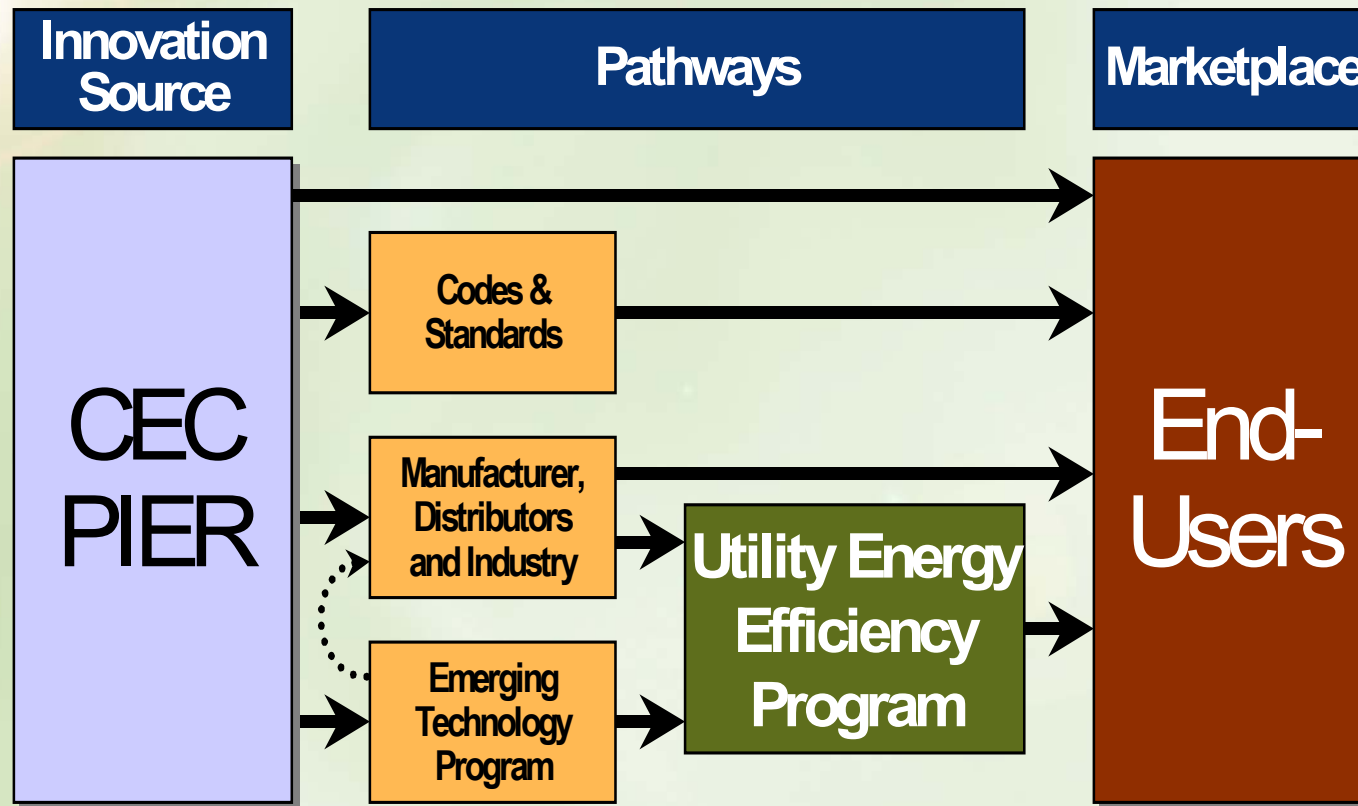 Innovation
Source
Pathways
Marketplace
CEC
PIER
Codes &
Standards
Manufacturer,
Distributors
and Industry
Emerging
Technology
Program
Utility Energy
Efficiency
Program
End-
Users